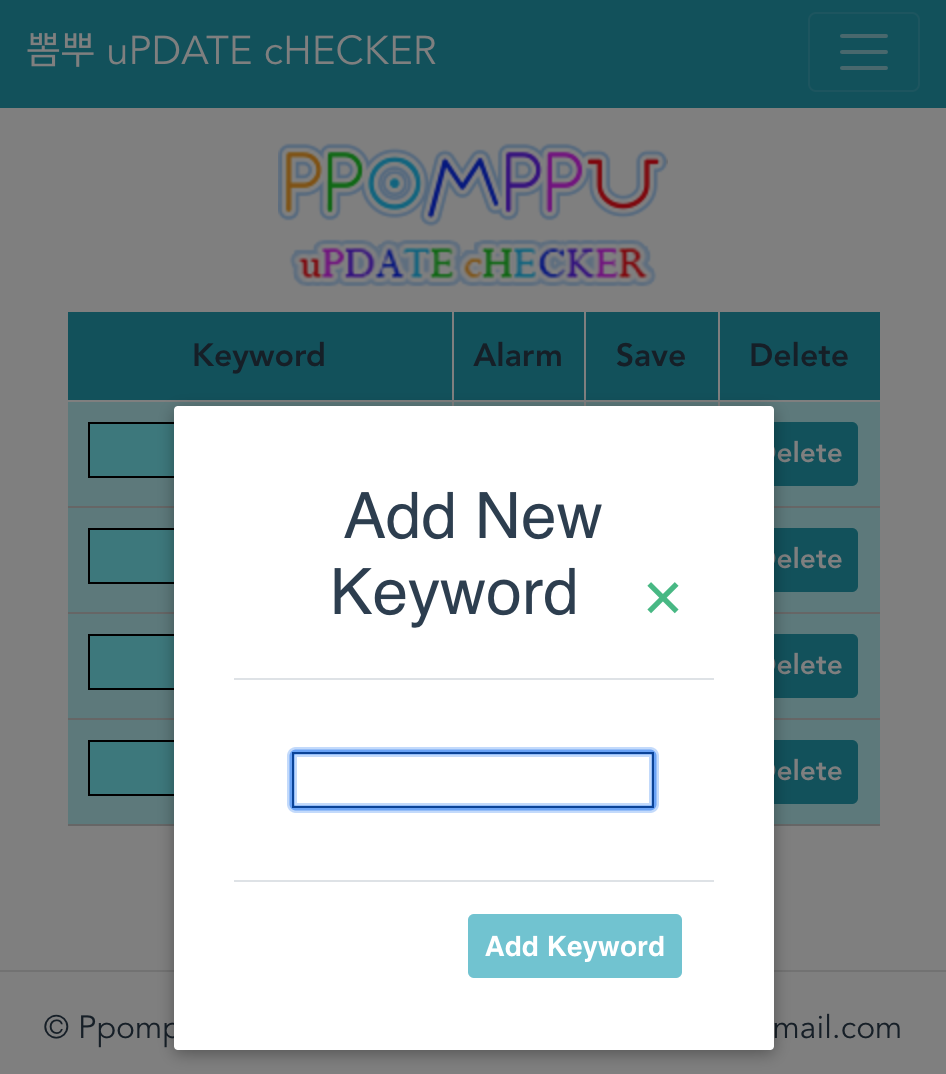 뽐뿌 uPDATE cHECKER
PPOMPPU
uPDATE cHECKER
Keyword Alarm Save Delete
elete
Add New
Keyword ×
elete
elete
elete
Add Keyword
© Ppomp mail.com